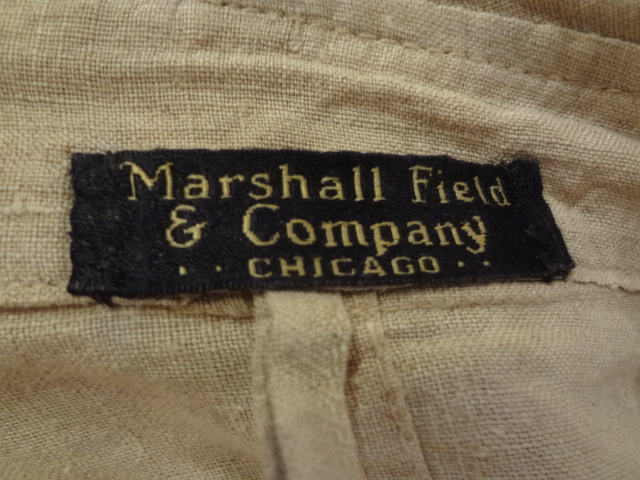 Marshall Field
& Company
· · CHICAGO · ·